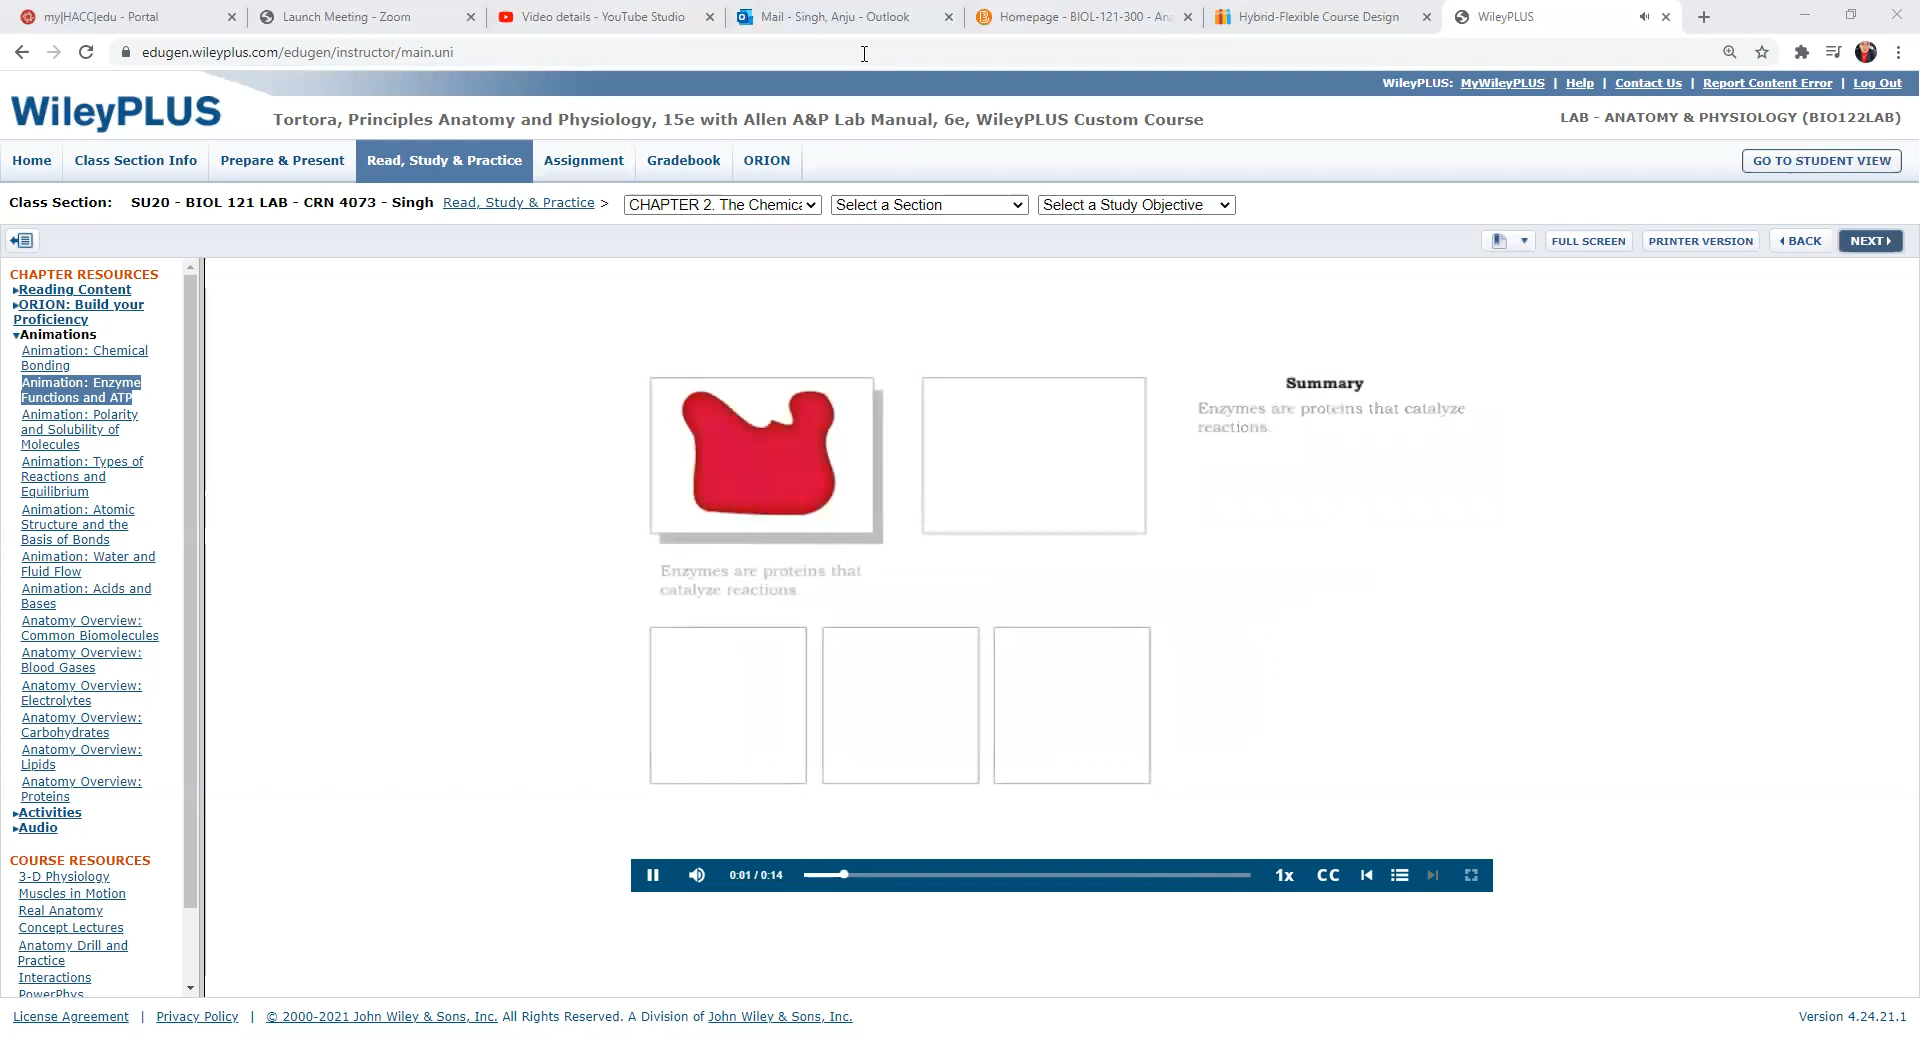 my|HACC|edu - Portal
Launch Meeting - Zoom
Video details - YouTube Studio
Mail - Singh, Anju - Outlook
Homepage - BIOL-121-300 - Ana
Hybrid-Flexible Course Design
WileyPLUS
edugen.wileyplus.com/edugen/instructor/main.uni
WileyPLUS: MyWileyPLUS | Help | Contact Us | Report Content Error | Log Out
WileyPLUS
Tortora, Principles Anatomy and Physiology, 15e with Allen A&P Lab Manual, 6e, WileyPLUS Custom Course
LAB - ANATOMY & PHYSIOLOGY (BIO122LAB)
Home
Class Section Info
Prepare & Present
Read, Study & Practice
Assignment
Gradebook
ORION
GO TO STUDENT VIEW
Class Section: SU20 - BIOL 121 LAB - CRN 4073 - Singh Read, Study & Practice >
CHAPTER 2. The Chemica
Select a Section
Select a Study Objective
FULL SCREEN
PRINTER VERSION
BACK
NEXT
CHAPTER RESOURCES
Reading Content
ORION: Build your
Proficiency
Animations
Animation: Chemical
Bonding
Animation: Enzyme
Functions and ATP
Animation: Polarity
and Solubility of
Molecules
Animation: Types of
Reactions and
Equilibrium
Animation: Atomic
Structure and the
Basis of Bonds
Animation: Water and
Fluid Flow
Animation: Acids and
Bases
Anatomy Overview:
Common Biomolecules
Anatomy Overview:
Blood Gases
Anatomy Overview:
Electrolytes
Anatomy Overview:
Carbohydrates
Anatomy Overview:
Lipids
Anatomy Overview:
Proteins
Activities
Audio
COURSE RESOURCES
3-D Physiology
Muscles in Motion
Real Anatomy
Concept Lectures
Anatomy Drill and
Practice
Interactions
PowerPhys
Enzymes are proteins that
catalyze reactions.
Summary
Enzymes are proteins that catalyze
reactions.
0:01 / 0:14
1x
CC
License Agreement | Privacy Policy | © 2000-2021 John Wiley & Sons, Inc. All Rights Reserved. A Division of John Wiley & Sons, Inc.
Version 4.24.21.1